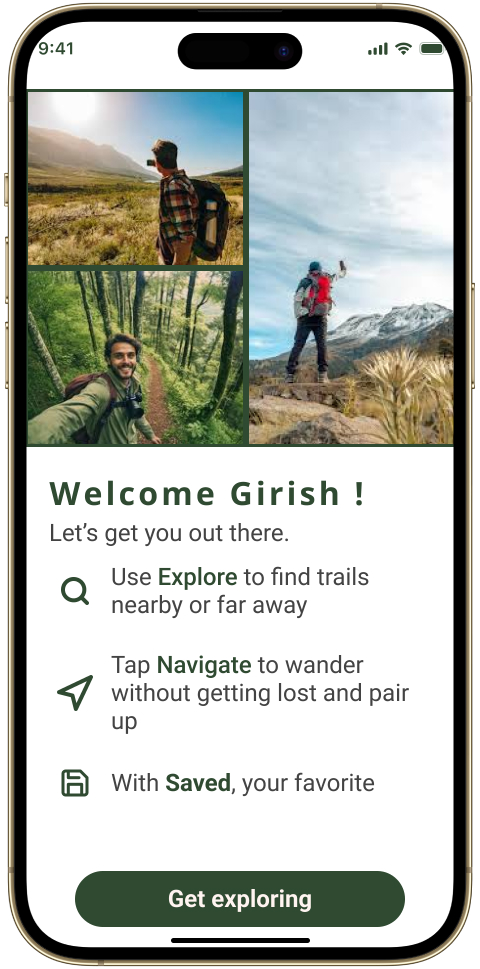 9:41
Welcome Girish !
Let’s get you out there.
Use Explore to find trails
nearby or far away
Tap Navigate to wander
without getting lost and pair
up
With Saved, your favorite
Get exploring